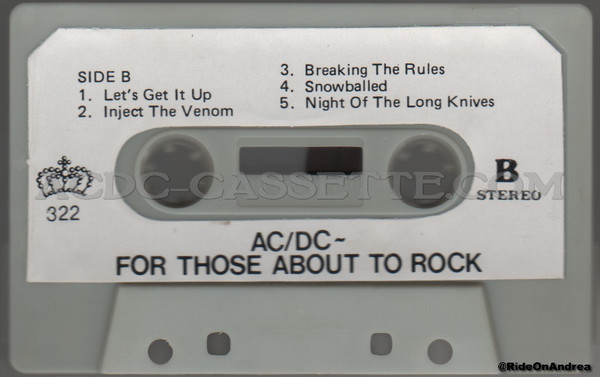 SIDE B
1. Let's Get It Up
2. Inject The Venom
3. Breaking The Rules
4. Snowballed
5. Night Of The Long Knives
ACDC-CASSETTE.COM
322
B
STEREO
AC/DC~
FOR THOSE ABOUT TO ROCK
@RideOnAndrea